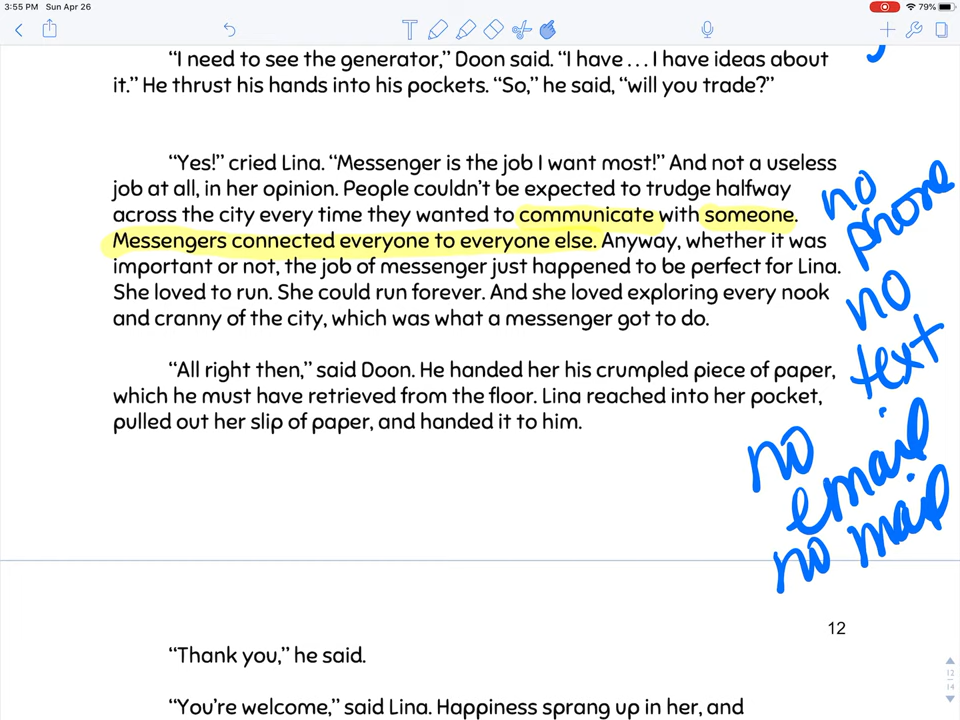 3:55 PM Sun Apr 26
79%
"I need to see the generator," Doon said. "I have . . . I have ideas about
it." He thrust his hands into his pockets. "So," he said, "will you trade?"
"Yes!" cried Lina. "Messenger is the job I want most!" And not a useless
job at all, in her opinion. People couldn't be expected to trudge halfway
across the city every time they wanted to communicate with someone.
Messengers connected everyone to everyone else. Anyway, whether it was
important or not, the job of messenger just happened to be perfect for Lina.
She loved to run. She could run forever. And she loved exploring every nook
and cranny of the city, which was what a messenger got to do.
"All right then," said Doon. He handed her his crumpled piece of paper,
which he must have retrieved from the floor. Lina reached into her pocket,
pulled out her slip of paper, and handed it to him.
no
phone
no
text
no
email
no mail
12
"Thank you," he said.
"You're welcome," said Lina. Happiness sprang up in her, and
12
14